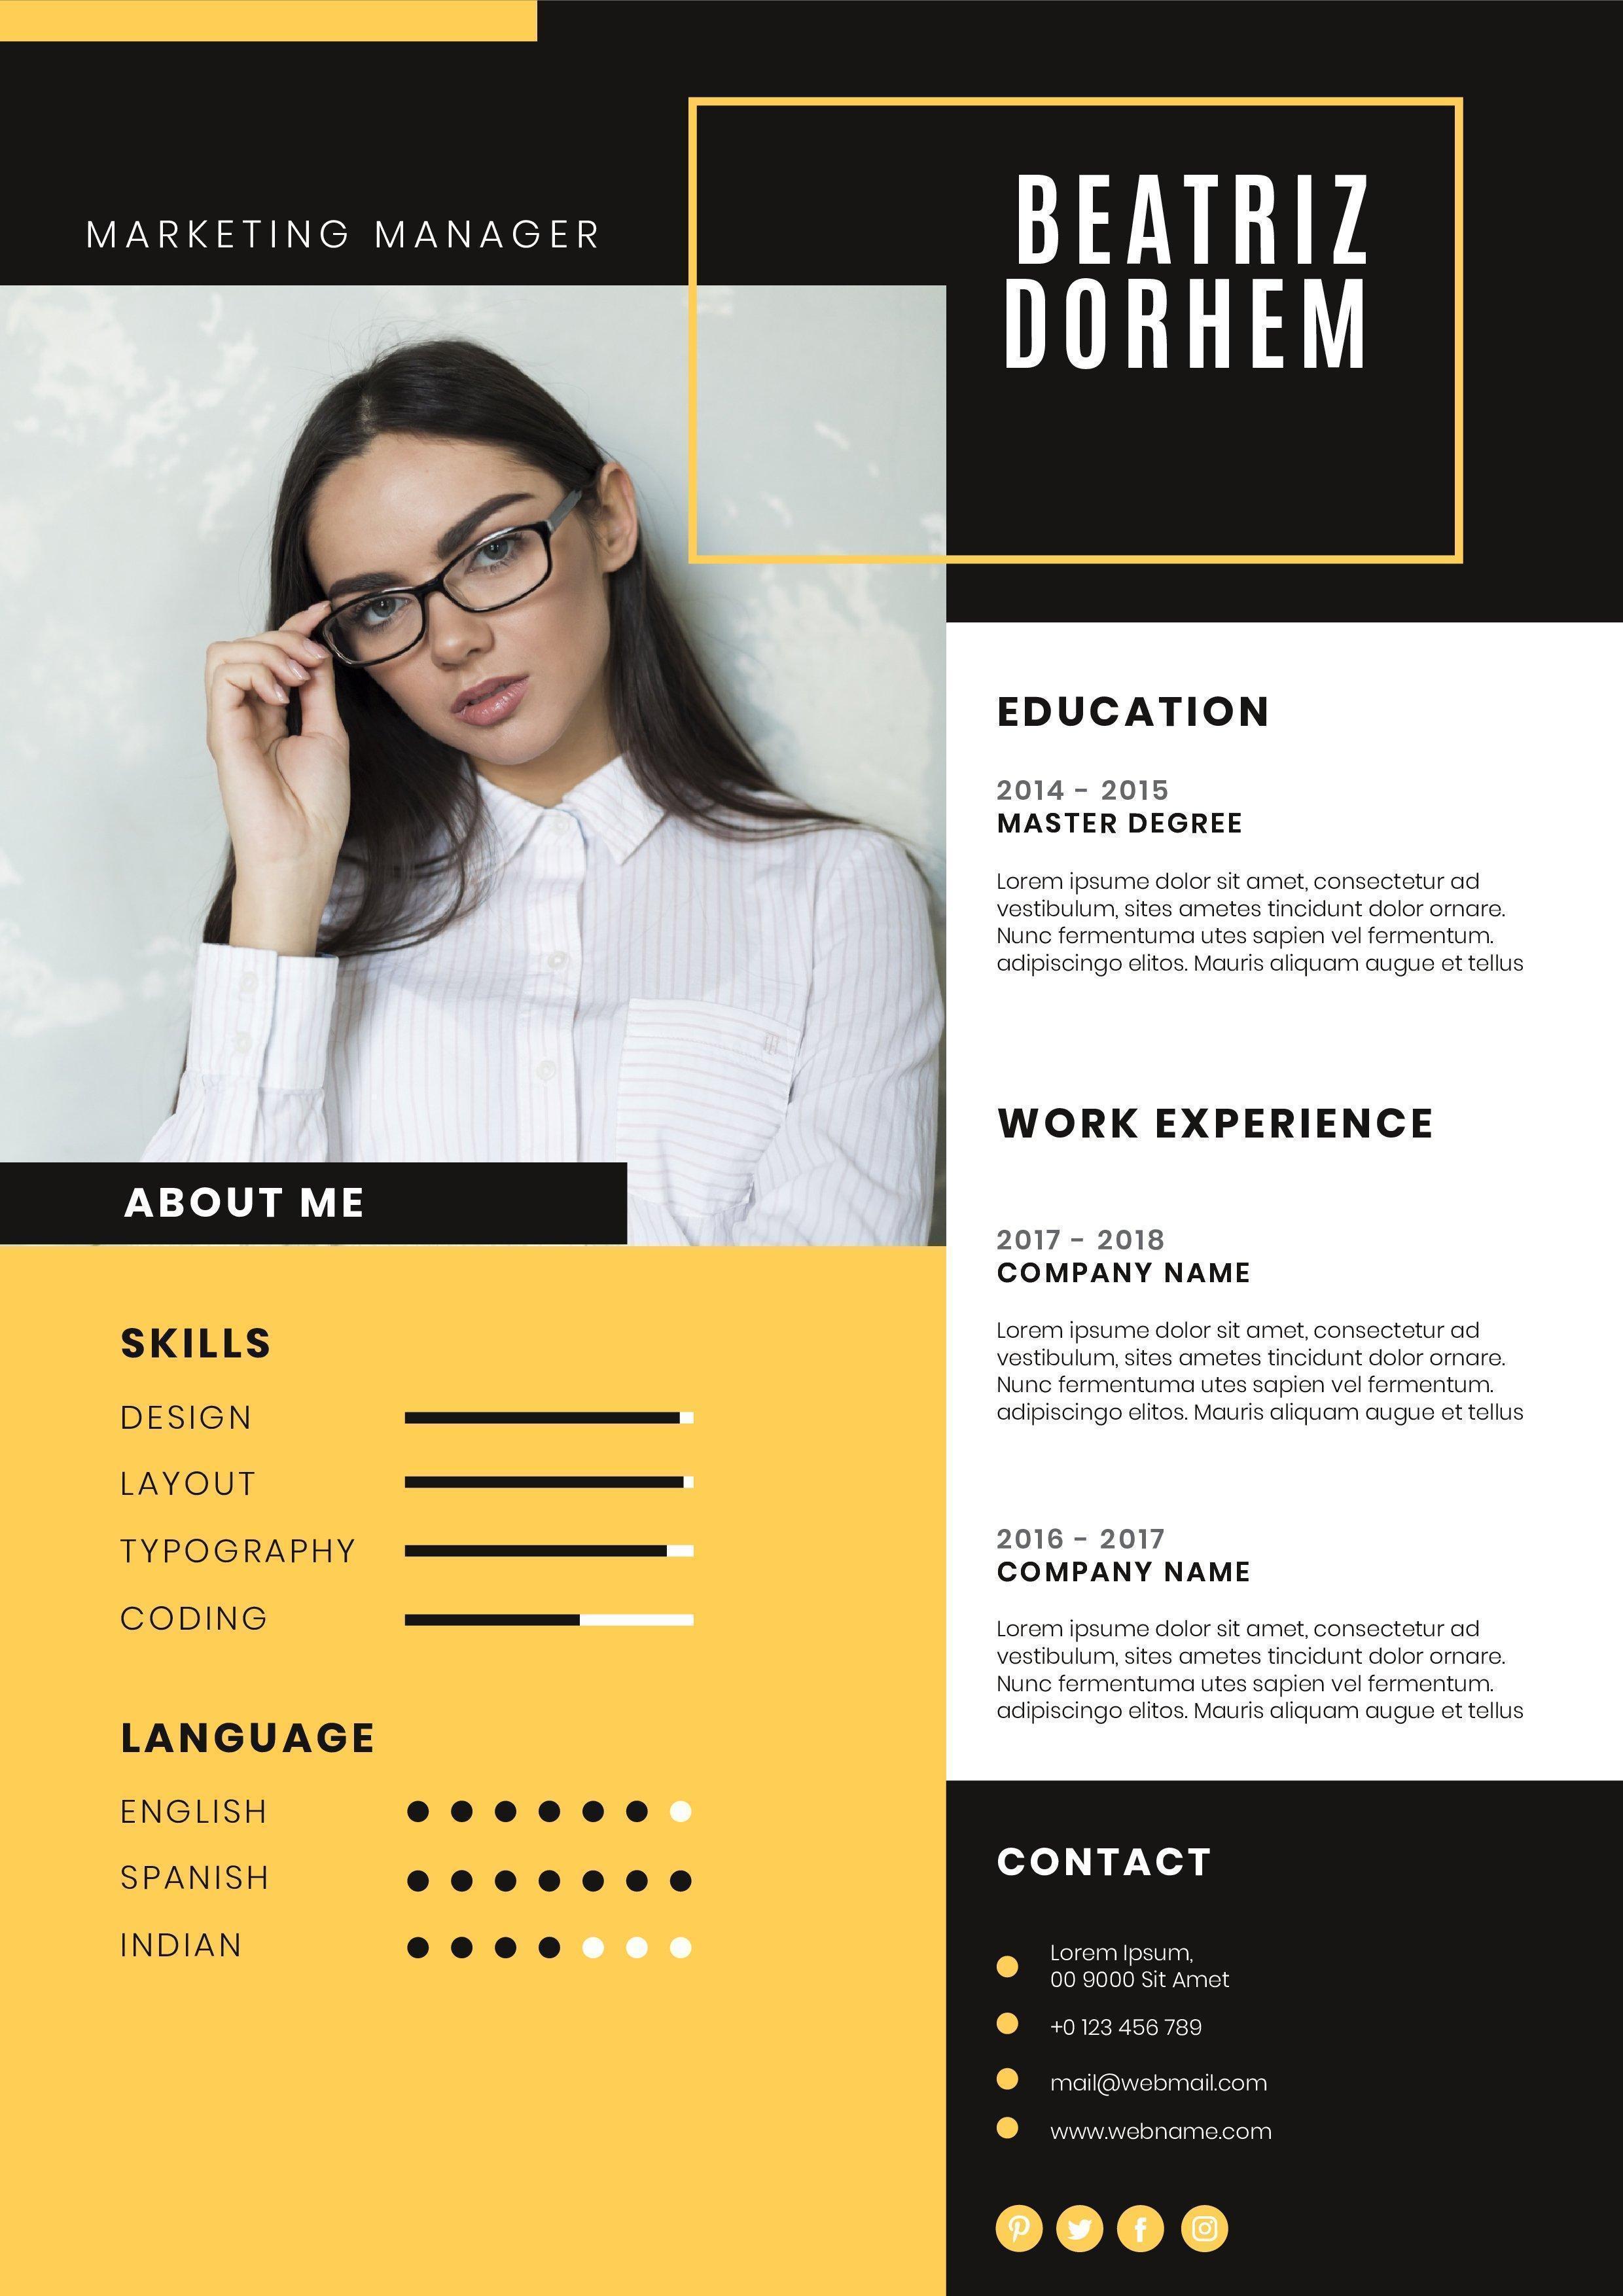 MARKETING MANAGER
BEATRIZ
DORHEM
ABOUT ME
SKILLS
DESIGN
LAYOUT
TYPOGRAPHY
CODING
LANGUAGE
ENGLISH
SPANISH
INDIAN
EDUCATION
2014 - 2015
MASTER DEGREE
Lorem ipsume dolor sit amet, consectetur ad
vestibulum, sites ametes tincidunt dolor ornare.
Nunc fermentuma utes sapien vel fermentum.
adipiscingo elitos. Mauris aliquam augue et tellus
WORK EXPERIENCE
2017 - 2018
COMPANY NAME
Lorem ipsume dolor sit amet, consectetur ad
vestibulum, sites ametes tincidunt dolor ornare.
Nunc fermentuma utes sapien vel fermentum.
adipiscingo elitos. Mauris aliquam augue et tellus
2016 - 2017
COMPANY NAME
Lorem ipsume dolor sit amet, consectetur ad
vestibulum, sites ametes tincidunt dolor ornare.
Nunc fermentuma utes sapien vel fermentum.
adipiscingo elitos. Mauris aliquam augue et tellus
CONTACT
Lorem Ipsum,
00 9000 Sit Amet
+0 123 456 789
mail@webmail.com
www.webname.com